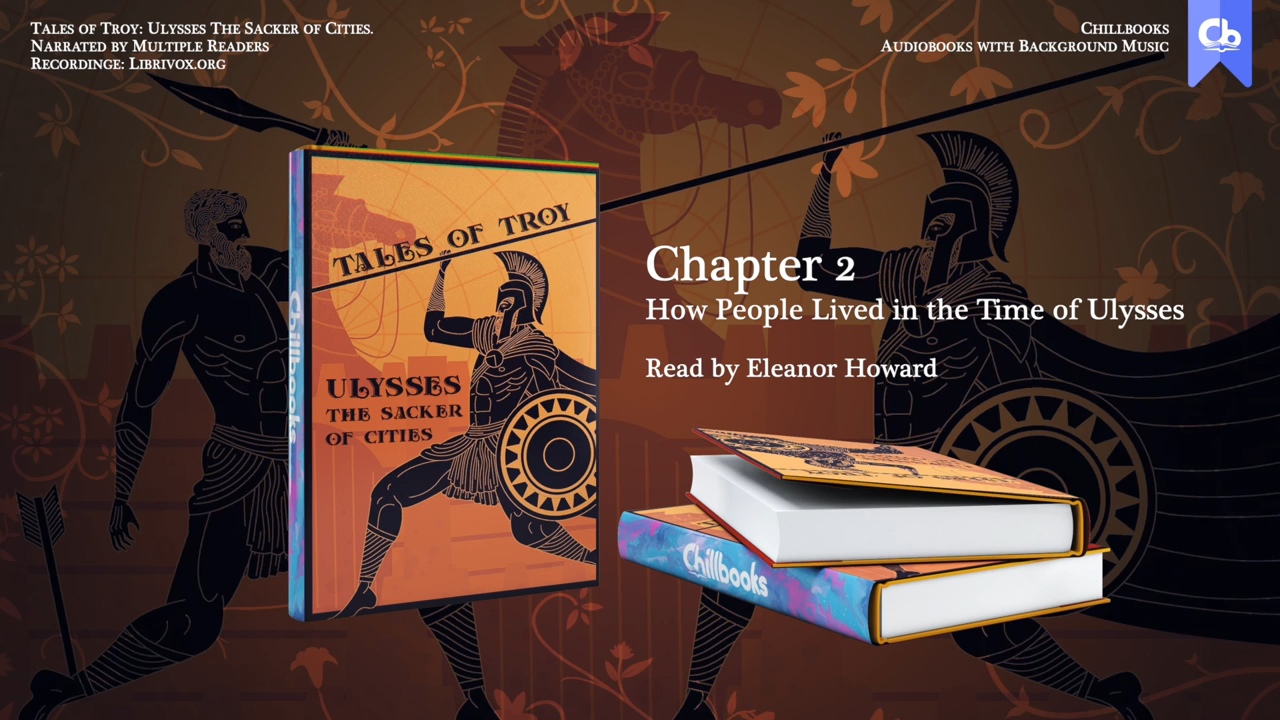 Tales of Troy: Ulysses The Sacker of Cities.
Narrated by Multiple Readers
Recordinge: Librivox.org
Chillbooks
Audiobooks with Background Music
Cb
TALES OF TROY
ULYSSES
THE SACKER
OF CITIES
Chillbooks
Chapter 2
How People Lived in the Time of Ulysses
Read by Eleanor Howard
Chillbooks